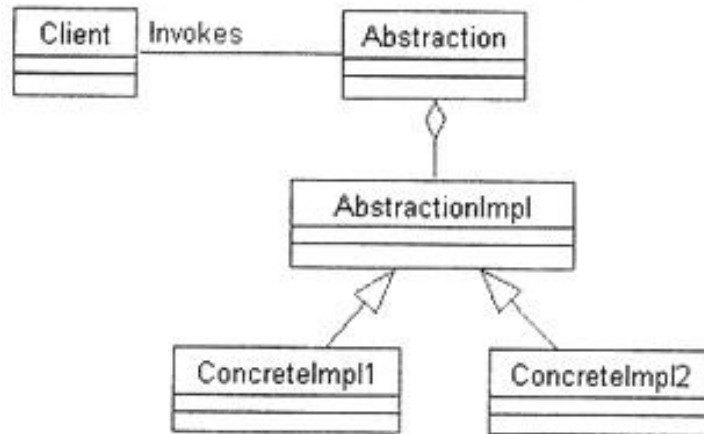 Client
Invokes
Abstraction
AbstractionImpl
ConcreteImpl1
ConcreteImpl2